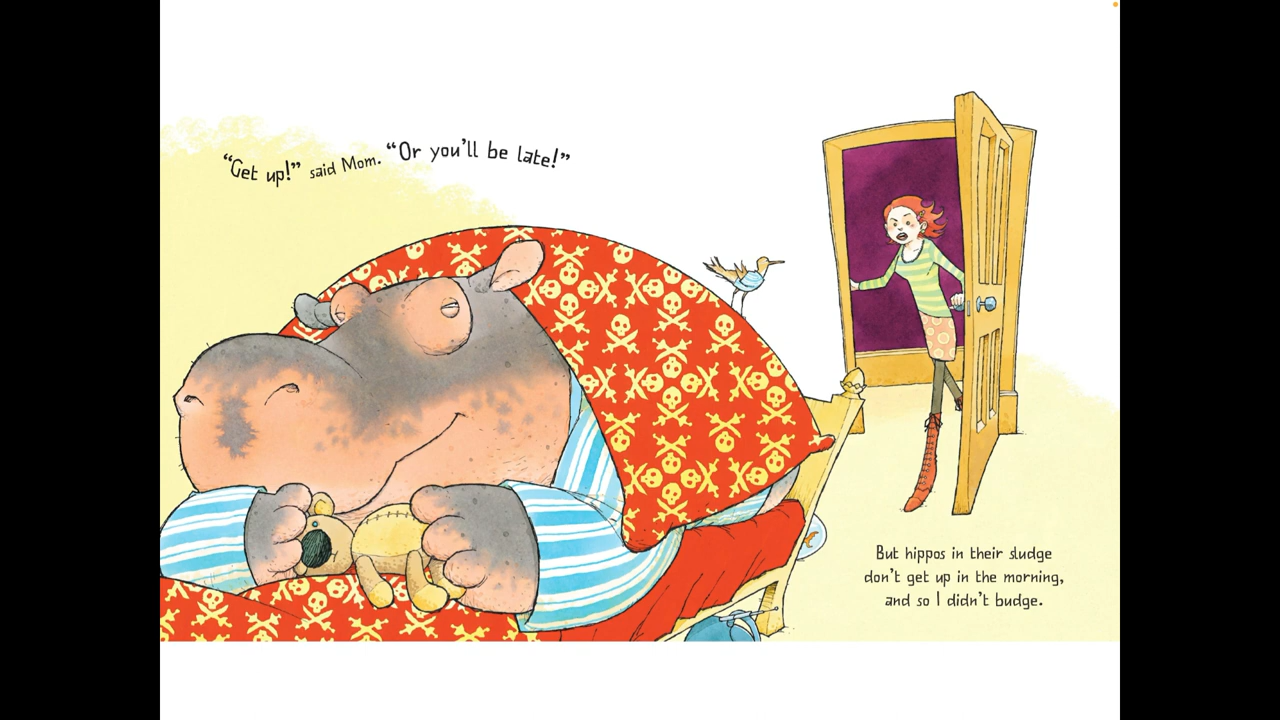 “Get up!” said Mom. “Or you’ll be late!”
But hippos in their sludge
don’t get up in the morning,
and so I didn’t budge.